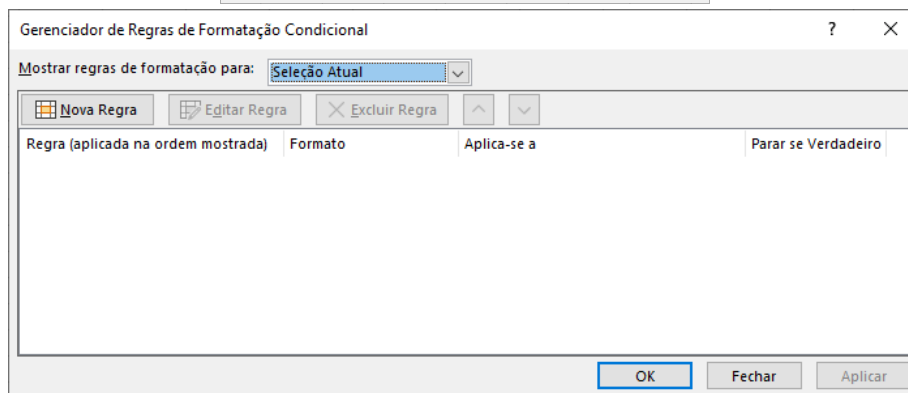 Gerenciador de Regras de Formatação Condicional ?
Mostrar regras de formatação para: Seleção Atual
Nova Regra Editar Regra Excluir Regra
Regra (aplicada na ordem mostrada) Formato Aplica-se a Parar se Verdadeiro
OK Fechar Aplicar